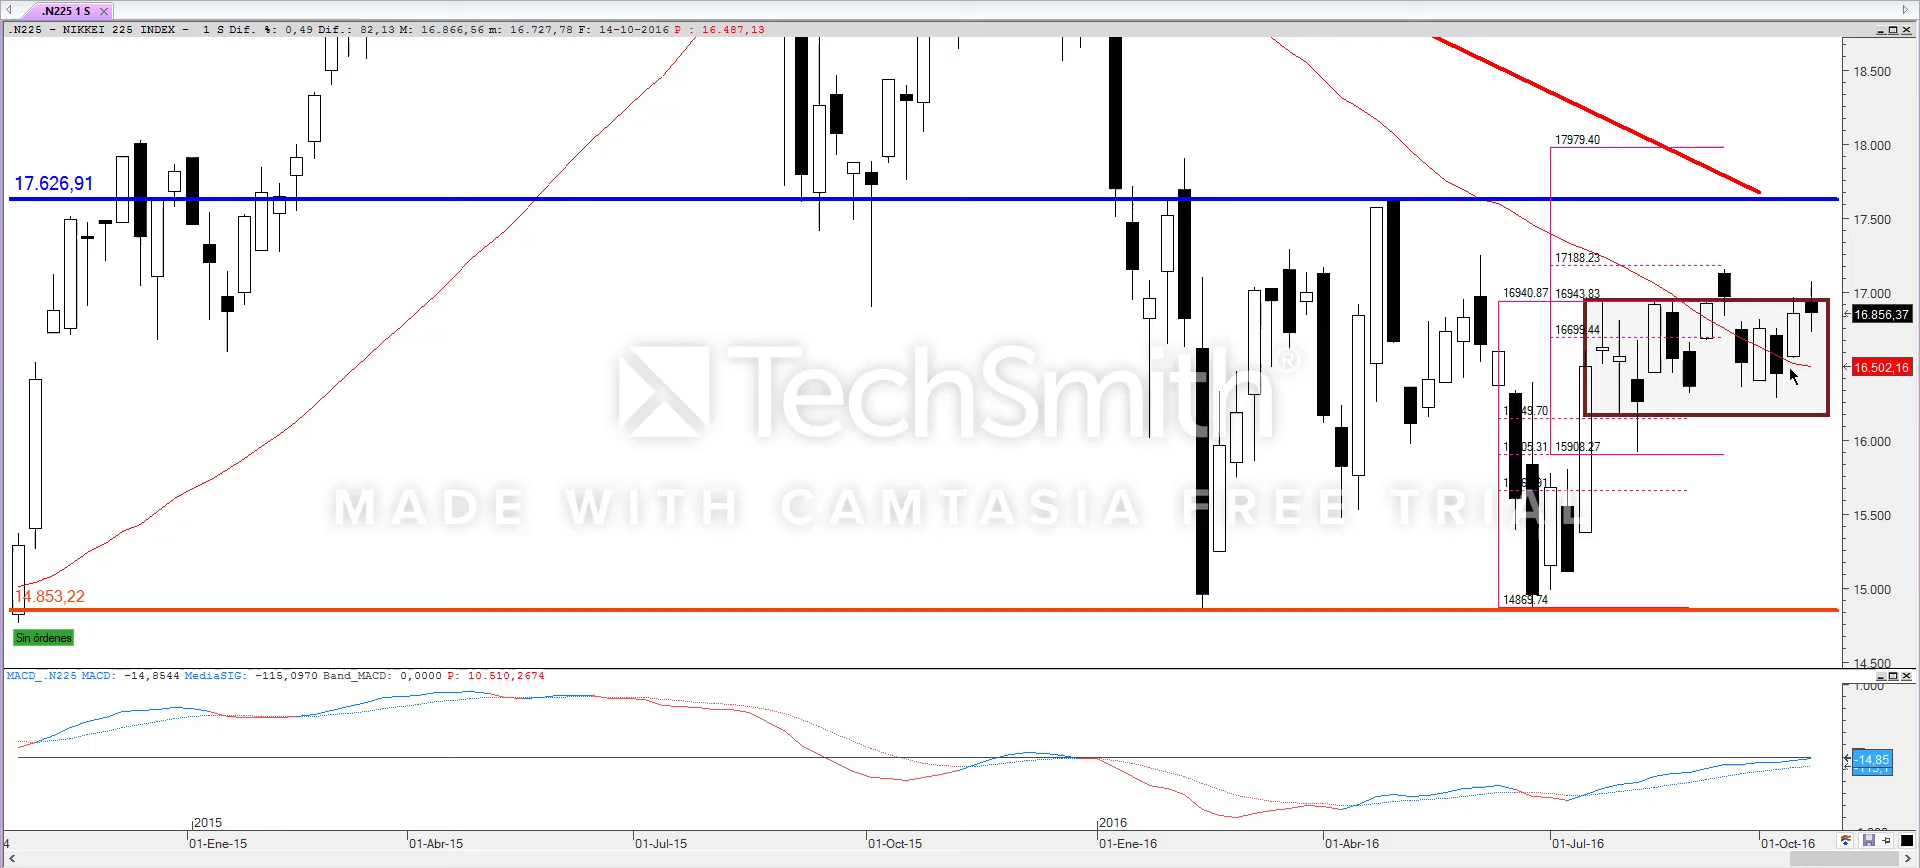 .N225 1 S
.N225 - NIKKEI 225 INDEX - 1 S Dif. %: 0,49 Dif.: 82,13 M: 16.866,56 m: 16.727,78 F: 14-10-2016 P : 16.487,13
18.500
17979.40
18.000
17.626,91
17.500
17188.23
16940.87 16943.83
17.000
16.856,37
16699.44
16.502,16
TechSmith®
16.000
15908.27
MADE WITH CAMTASIA FREE TRIAL
15.500
15.000
14.853,22
14869.74
Sin órdenes
14.500
MACD_.N225 MACD: -14,8544 MediaSIG: -115,0970 Band_MACD: 0,0000 P: 10.510,2674
1.000
-14,85
2015
2016
4
01-Ene-15
01-Abr-15
01-Jul-15
01-Oct-15
01-Ene-16
01-Abr-16
01-Jul-16
01-Oct-16